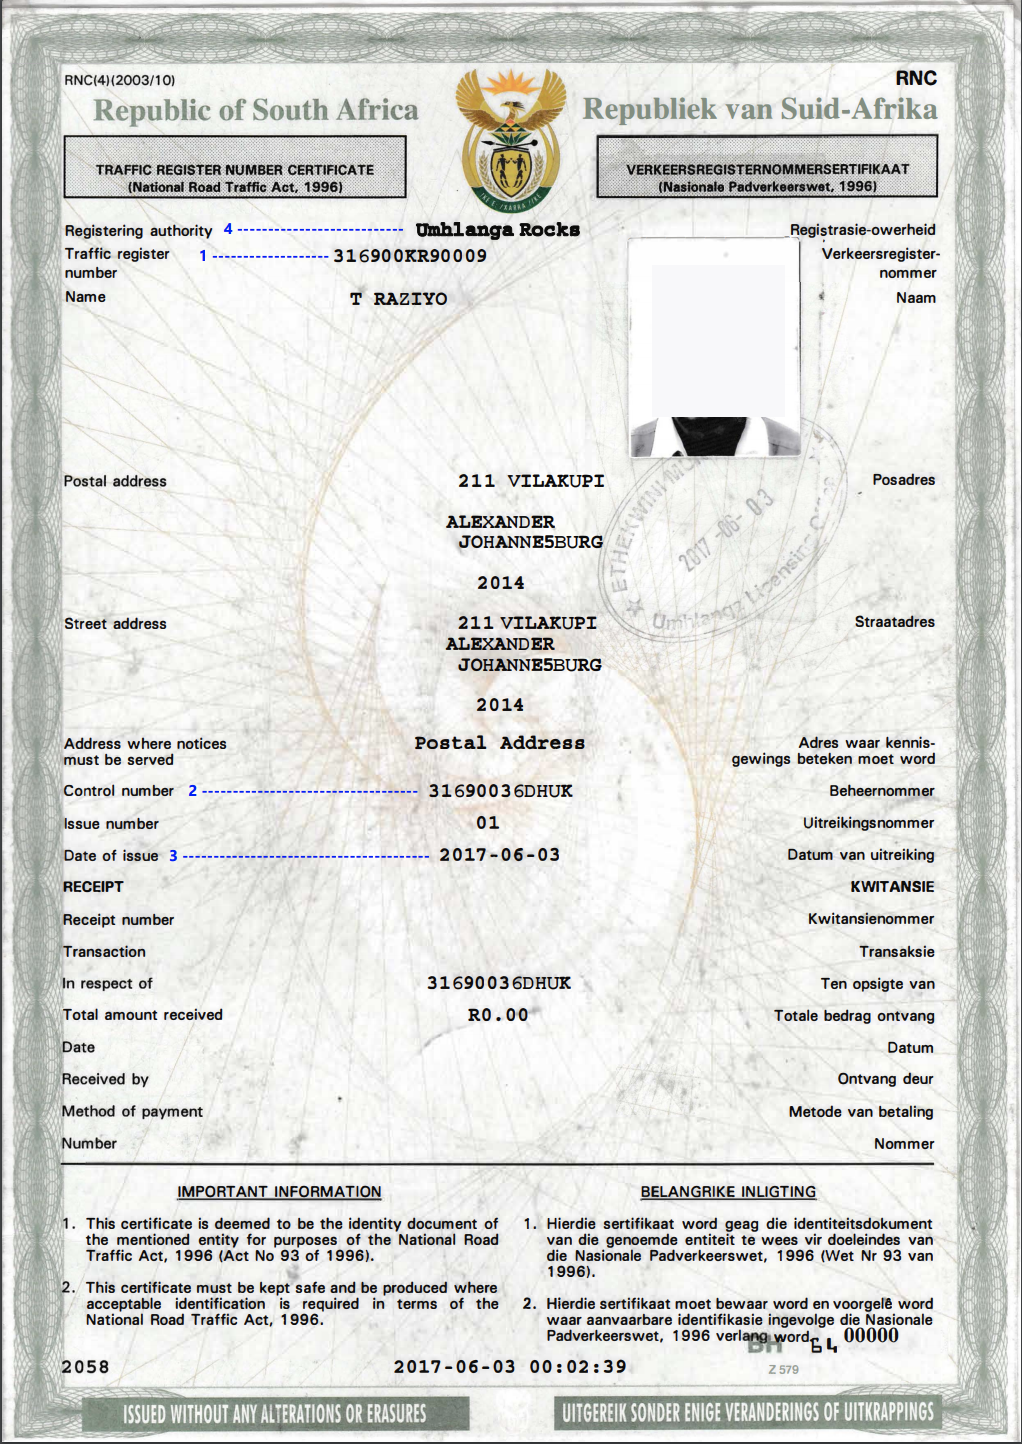 RNC(4)(2003/10)
RNC
Republic of South Africa
Republiek van Suid-Afrika
TRAFFIC REGISTER NUMBER CERTIFICATE
(National Road Traffic Act, 1996)
VERKEERSREGISTERNOMMERSERTIFIKAAT
(Nasionale Padverkeerswet, 1996)
Registering authority 4 Umhlanga Rocks Registrasie-owerheid
Traffic register 1 316900KR90009 Verkeersregister-
number nommer
Name T RAZIYO Naam
Postal address 211 VILAKUPI Posadres
ALEXANDER
JOHANNE5BURG
2014
ETHEKWINI
2017 -06- 03
Licensing
Street address 211 VILAKUPI Straatadres
ALEXANDER
JOHANNE5BURG
2014
Address where notices Postal Address Adres waar kennis-
must be served gewings beteken moet word
Control number 2 31690036DHUK Beheernommer
Issue number 01 Uitreikingsnommer
Date of issue 3 2017-06-03 Datum van uitreiking
RECEIPT KWITANSIE
Receipt number Kwitansienommer
Transaction Transaksie
In respect of 31690036DHUK Ten opsigte van
Total amount received R0.00 Totale bedrag ontvang
Date Datum
Received by Ontvang deur
Method of payment Metode van betaling
Number Nommer
IMPORTANT INFORMATION
1. This certificate is deemed to be the identity document of
the mentioned entity for purposes of the National Road
Traffic Act, 1996 (Act No 93 of 1996).
2. This certificate must be kept safe and be produced where
acceptable identification is required in terms of the
National Road Traffic Act, 1996.
BELANGRIKE INLIGTING
1. Hierdie sertifikaat word geag die identiteitsdokument
van die genoemde entiteit te wees vir doeleindes van
die Nasionale Padverkeerswet, 1996 (Wet Nr 93 van
1996).
2. Hierdie sertifikaat moet bewaar word en voorgelê word
waar aanvaarbare identifikasie ingevolge die Nasionale
Padverkeerswet, 1996 verlang word.
BH 64 00000
2058 2017-06-03 00:02:39 Z 579
ISSUED WITHOUT ANY ALTERATIONS OR ERASURES
UITGEREIK SONDER ENIGE VERANDERINGS OF UITKRAPPINGS